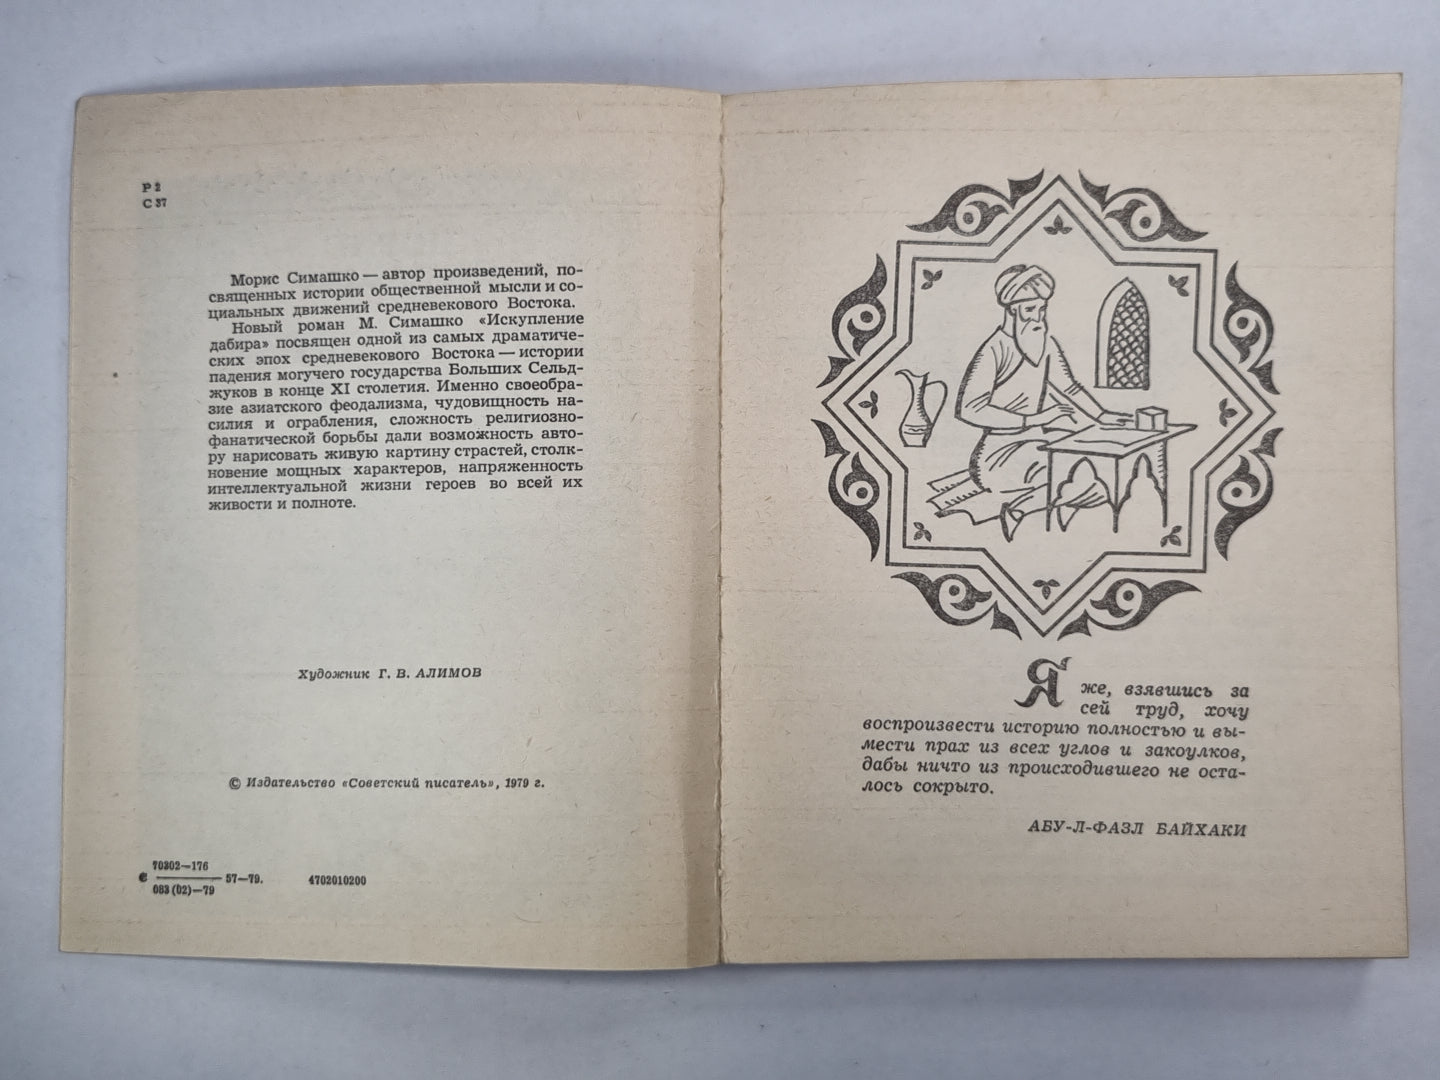 Р 2
С 37
Морис Симашко — автор произведений, по-
священных истории общественной мысли и со-
циальных движений средневекового Востока.
Новый роман М. Симашко «Искупление
дабира» посвящен одной из самых драматиче-
ских эпох средневекового Востока — истории
падения могучего государства Больших Сельд-
жуков в конце XI столетия. Именно своеобра-
зие азиатского феодализма, чудовищность на-
силия и ограбления, сложность религиозно-
фанатической борьбы дали возможность авто-
ру нарисовать живую картину страстей, столк-
новение мощных характеров, напряженность
интеллектуальной жизни героев во всей их
живости и полноте.
Художник Г. В. АЛИМОВ
© Издательство «Советский писатель», 1979 г.
70302—176
С 57—79. 4702010200
083(02)—79
Я же, взявшись за
сей труд, хочу
воспроизвести историю полностью и вы-
мести прах из всех углов и закоулков,
дабы ничто из происходившего не оста-
лось сокрыто.
АБУ-Л-ФАЗЛ БАЙХАКИ